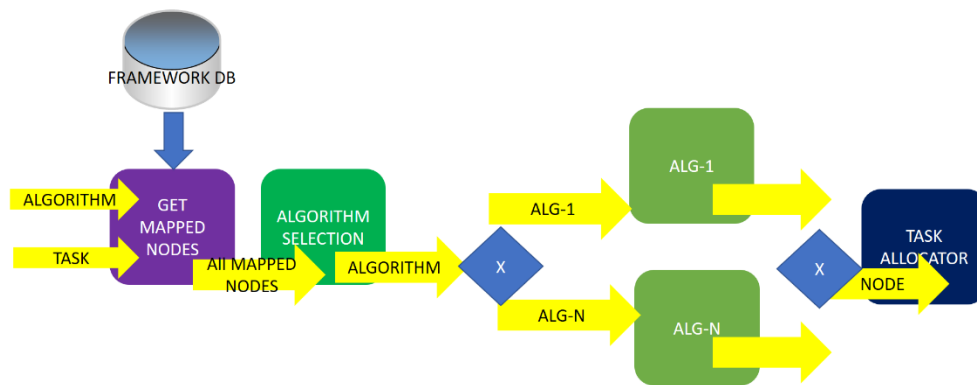 FRAMEWORK DB
ALGORITHM
TASK
GET
MAPPED
NODES
All MAPPED
NODES
ALGORITHM
SELECTION
ALGORITHM
X
ALG-1
ALG-N
ALG-1
ALG-N
X
TASK
ALLOCATOR
NODE